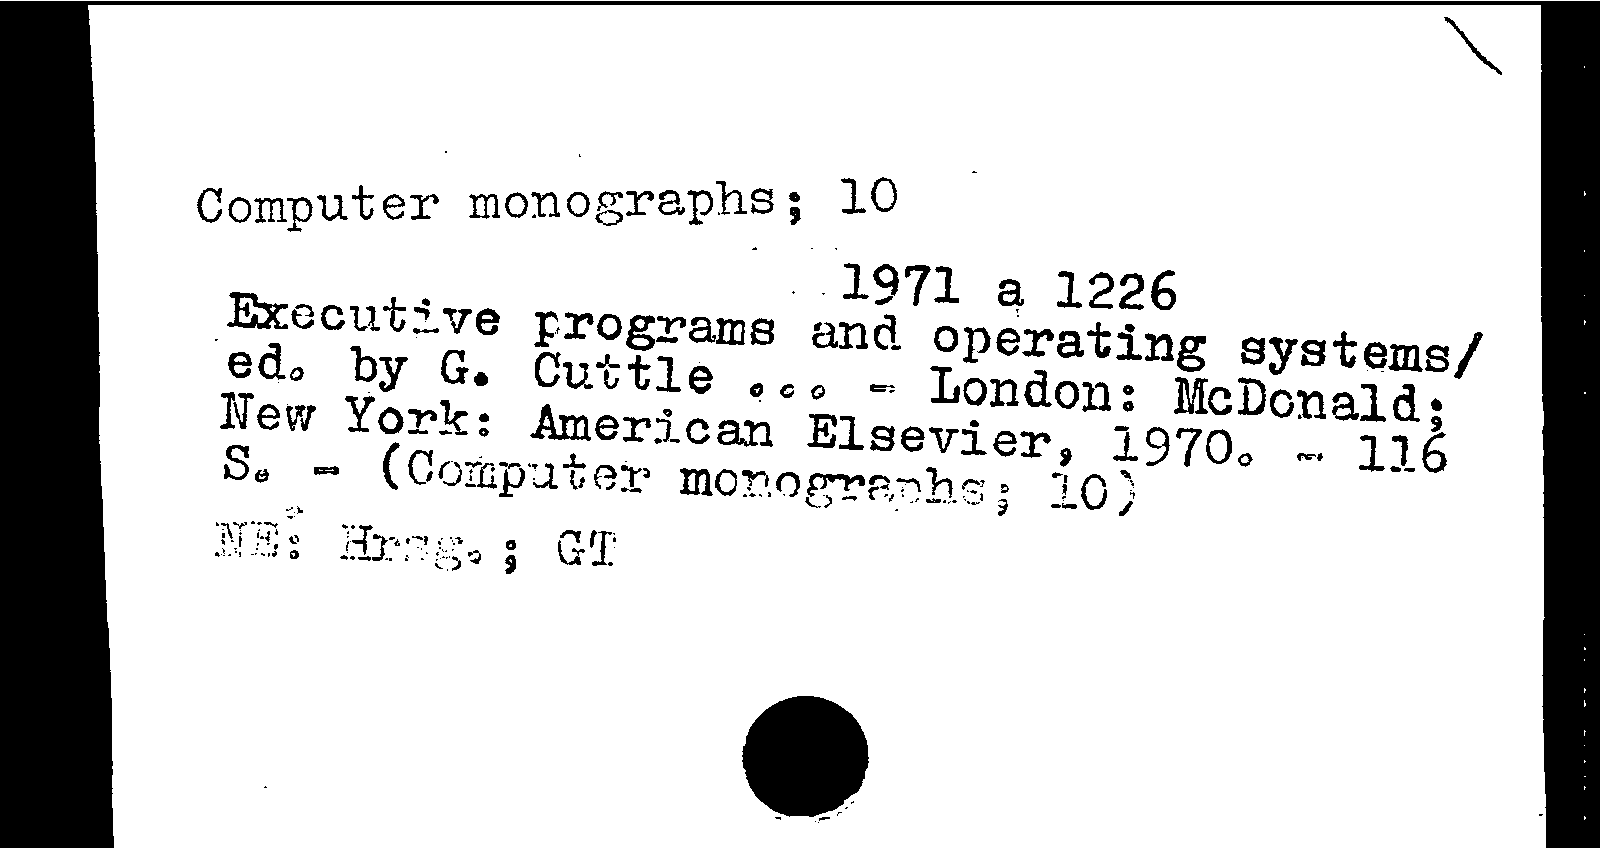 Computer monographs; 10
1971 a 1226
Executive programs and operating systems/
ed. by G. Cuttle ... - London: McDonald;
New York: American Elsevier, 1970. - 116
S. - (Computer monographs; 10)
NE: Hrsg.; GT